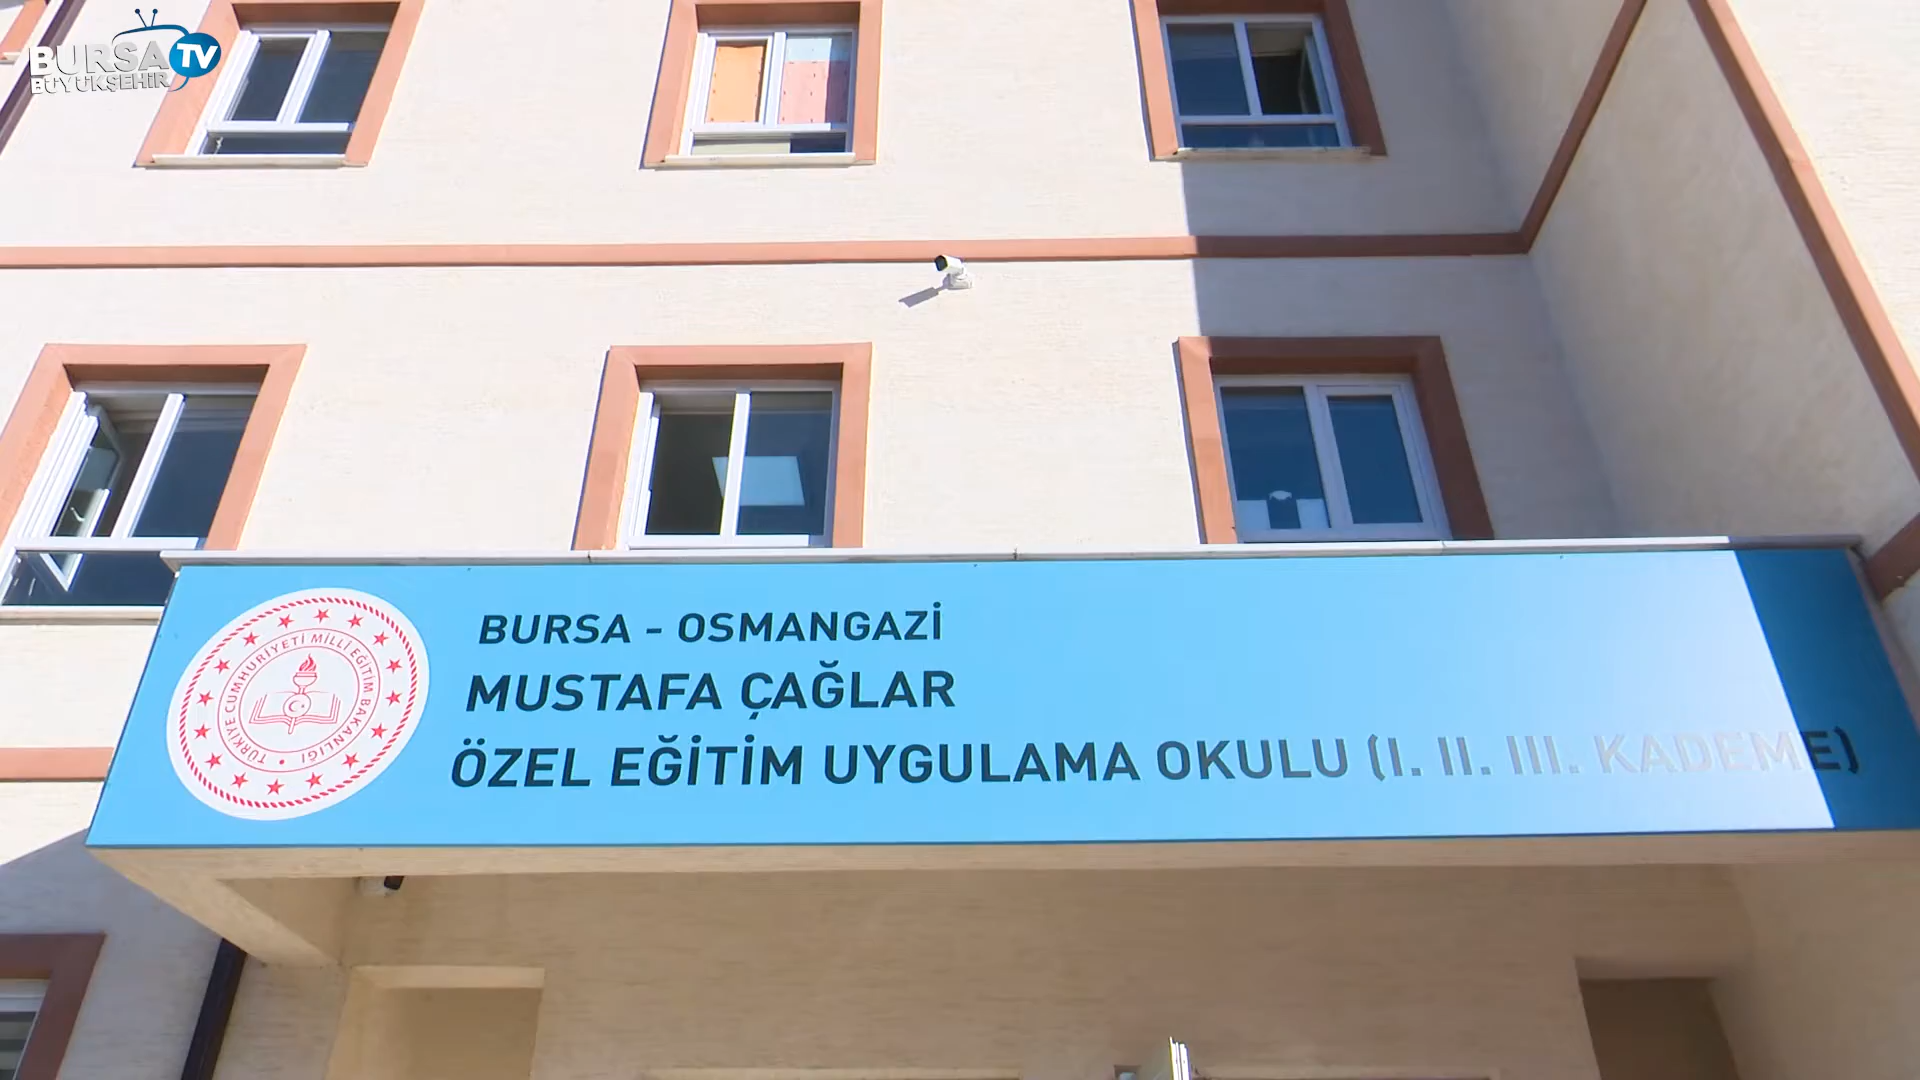 BURSA TV
BÜYÜKŞEHİR
TÜRKİYE CUMHURİYETİ MİLLİ EĞİTİM BAKANLIĞI
BURSA - OSMANGAZİ
MUSTAFA ÇAĞLAR
ÖZEL EĞİTİM UYGULAMA OKULU (I. II. III. KADEME)